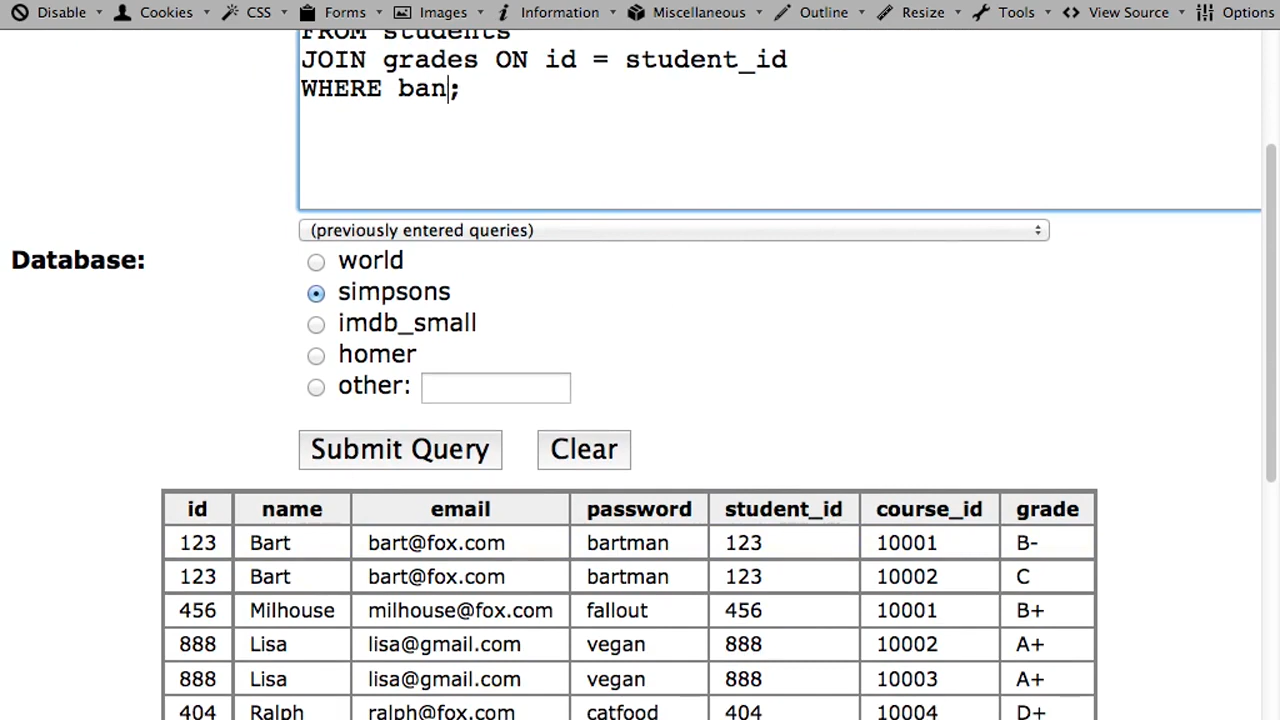 Disable Cookies CSS Forms Images Information Miscellaneous Outline Resize Tools View Source Options
FROM students
JOIN grades ON id = student_id
WHERE ban;
(previously entered queries)
Database:
world
simpsons
imdb_small
homer
other:
Submit Query Clear
id name email password student_id course_id grade
123 Bart bart@fox.com bartman 123 10001 B-
123 Bart bart@fox.com bartman 123 10002 C
456 Milhouse milhouse@fox.com fallout 456 10001 B+
888 Lisa lisa@gmail.com vegan 888 10002 A+
888 Lisa lisa@gmail.com vegan 888 10003 A+
404 Ralph ralph@fox.com catfood 404 10004 D+